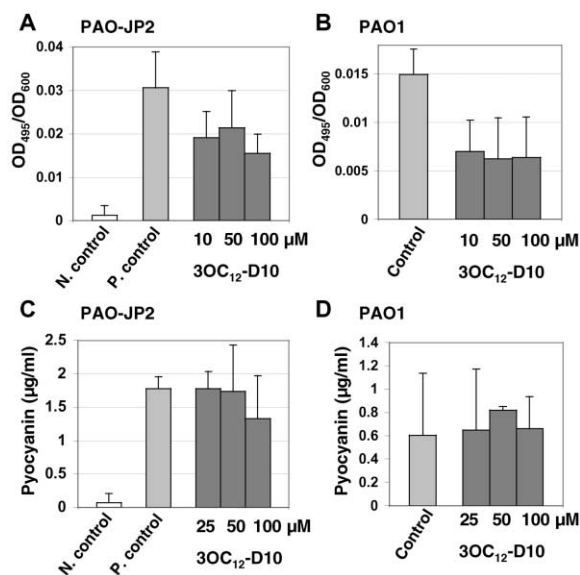 A PAO-JP2
OD495/OD600
0.04
0.03
0.02
0.01
0
N. control
P. control
10 50 100 µM
3OC12-D10
B PAO1
OD495/OD600
0.015
0.01
0.005
0
Control
10 50 100 µM
3OC12-D10
C PAO-JP2
Pyocyanin (µg/ml)
2.5
2
1.5
1
0.5
0
N. control
P. control
25 50 100 µM
3OC12-D10
D PAO1
Pyocyanin (µg/ml)
1.4
1.2
1
0.8
0.6
0.4
0.2
0
Control
25 50 100 µM
3OC12-D10